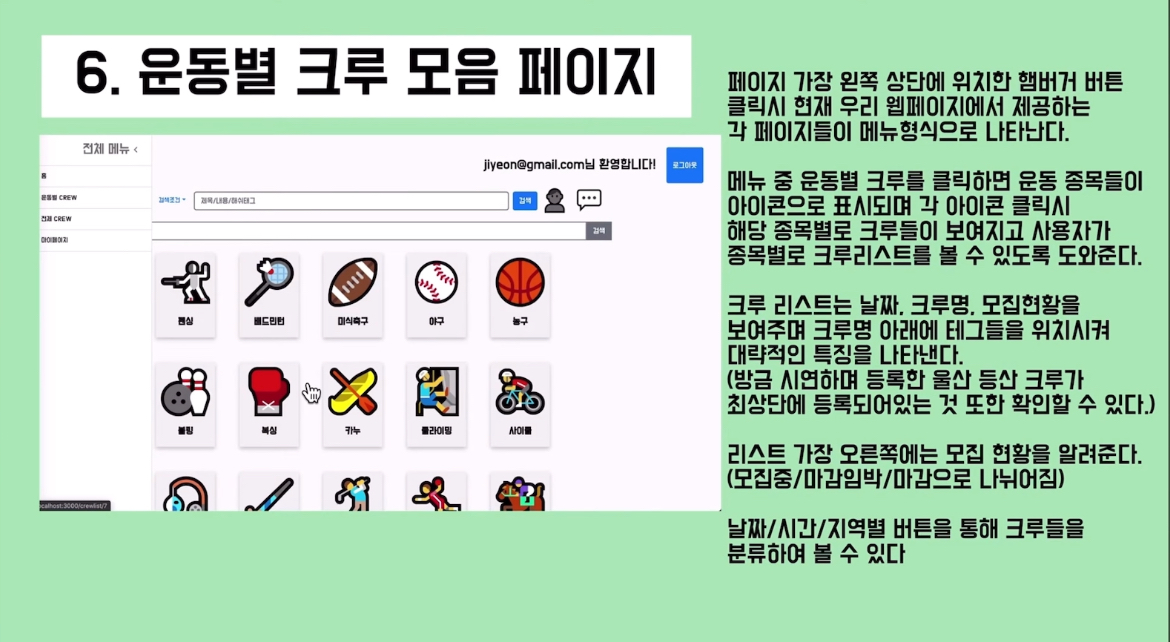 6. 운동별 크루 모음 페이지
전체 메뉴 <
홈
운동별 CREW
전체 CREW
마이페이지
jiyeon@gmail.com님 환영합니다!
로그아웃
검색조건
제목/내용/해쉬태그
검색
검색
펜싱
배드민턴
미식축구
야구
농구
볼링
복싱
카누
클라이밍
사이클
ocalhost:3000/crewlist/7
페이지 가장 왼쪽 상단에 위치한 햄버거 버튼
클릭시 현재 우리 웹페이지에서 제공하는
각 페이지들이 메뉴형식으로 나타난다.
메뉴 중 운동별 크루를 클릭하면 운동 종목들이
아이콘으로 표시되며 각 아이콘 클릭시
해당 종목별로 크루들이 보여지고 사용자가
종목별로 크루리스트를 볼 수 있도록 도와준다.
크루 리스트는 날짜, 크루명, 모집현황을
보여주며 크루명 아래에 테그들을 위치시켜
대략적인 특징을 나타낸다.
(방금 시연하며 등록한 울산 등산 크루가
최상단에 등록되어있는 것 또한 확인할 수 있다.)
리스트 가장 오른쪽에는 모집 현황을 알려준다.
(모집중/마감임박/마감으로 나뉘어짐)
날짜/시간/지역별 버튼을 통해 크루들을
분류하여 볼 수 있다